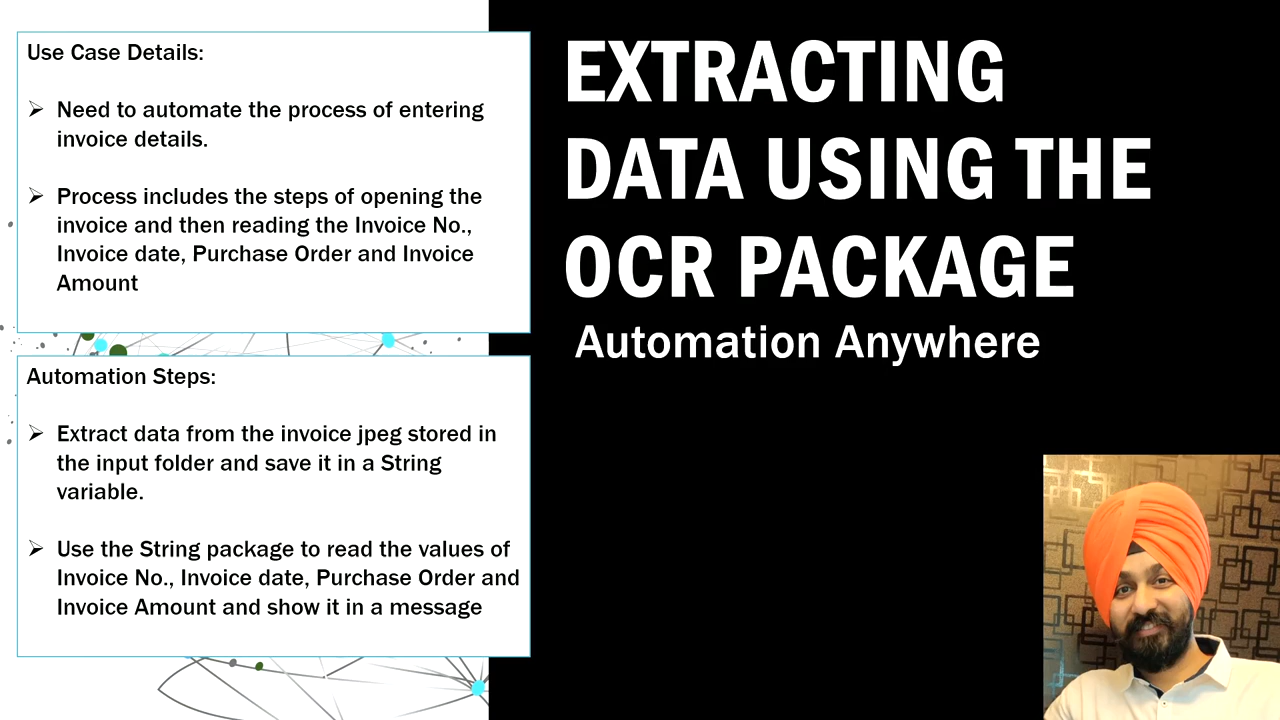 Use Case Details:
Need to automate the process of entering
invoice details.
Process includes the steps of opening the
invoice and then reading the Invoice No.,
Invoice date, Purchase Order and Invoice
Amount
Automation Steps:
Extract data from the invoice jpeg stored in
the input folder and save it in a String
variable.
Use the String package to read the values of
Invoice No., Invoice date, Purchase Order and
Invoice Amount and show it in a message
EXTRACTING
DATA USING THE
OCR PACKAGE
Automation Anywhere